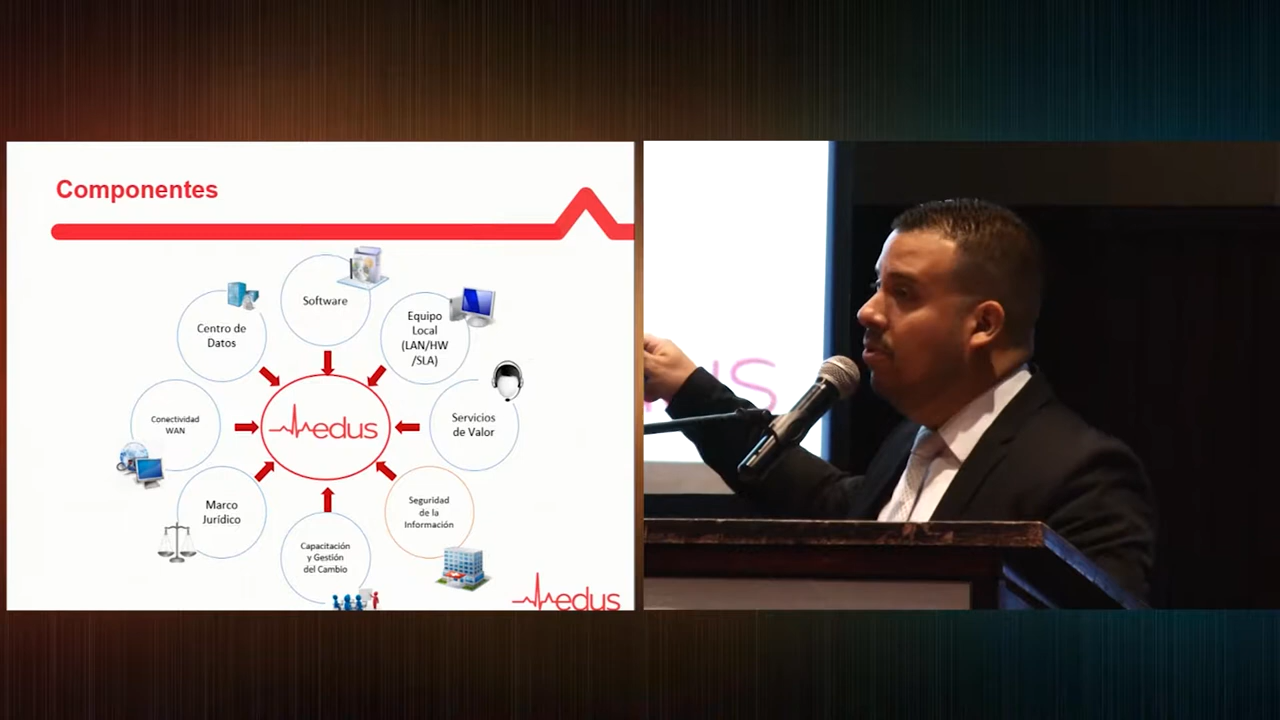 Componentes
Software
Centro de
Datos
Equipo
Local
(LAN/HW
/SLA)
Conectividad
WAN
edus
Servicios
de Valor
Marco
Jurídico
Seguridad
de la
Información
Capacitación
y Gestión
del Cambio
edus
us